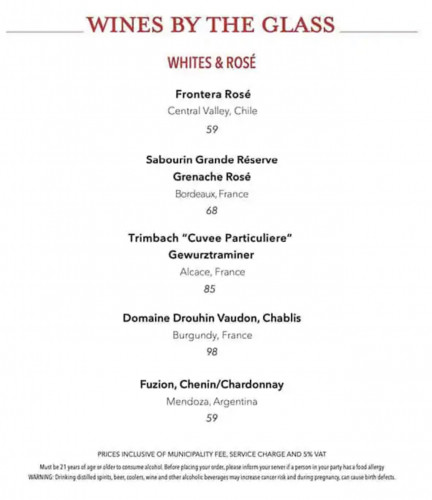 WINES BY THE GLASS
WHITES & ROSÉ
Frontera Rosé
Central Valley, Chile
59
Sabourin Grande Réserve
Grenache Rosé
Bordeaux, France
68
Trimbach “Cuvee Particuliere”
Gewurztraminer
Alcace, France
85
Domaine Drouhin Vaudon, Chablis
Burgundy, France
98
Fuzion, Chenin/Chardonnay
Mendoza, Argentina
59
PRICES INCLUSIVE OF MUNICIPALITY FEE, SERVICE CHARGE AND 5% VAT
Must be 21 years of age or older to consume alcohol. Before placing your order, please inform your server if a person in your party has a food allergy
WARNING: Drinking distilled spirits, beer, coolers, wine and other alcoholic beverages may increase cancer risk and during pregnancy, can cause birth defects.